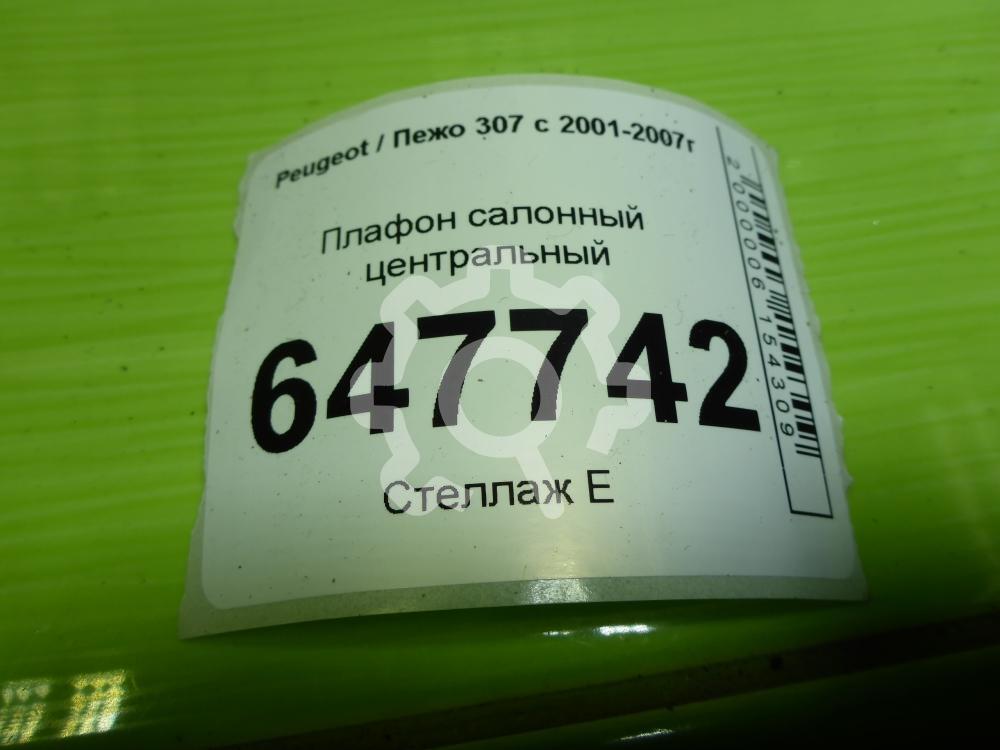 Peugeot / Пежо 307 с 2001-2007г
Плафон салонный
центральный
647742
Стеллаж Е
2000006154309